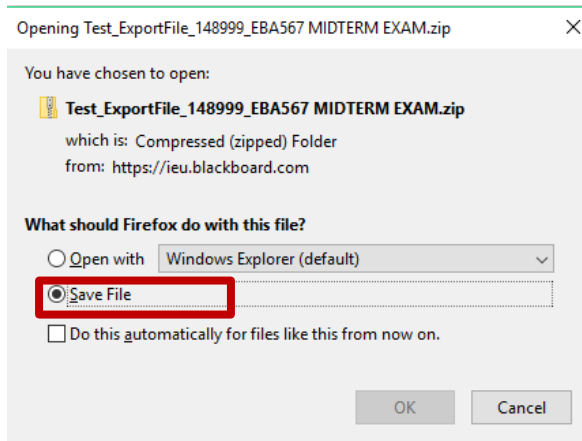 Opening Test_ExportFile_148999_EBA567 MIDTERM EXAM.zip
You have chosen to open:
Test_ExportFile_148999_EBA567 MIDTERM EXAM.zip
which is: Compressed (zipped) Folder
from: https://ieu.blackboard.com
What should Firefox do with this file?
Open with Windows Explorer (default)
Save File
Do this automatically for files like this from now on.
OK Cancel